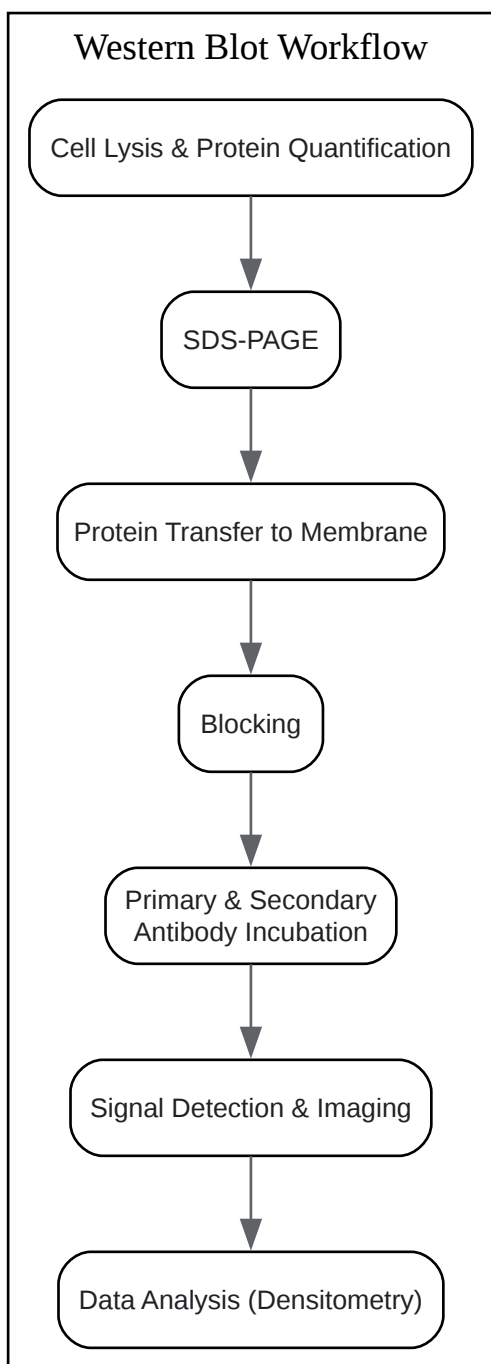 Western Blot Workflow
Cell Lysis & Protein Quantification
SDS-PAGE
Protein Transfer to Membrane
Blocking
Primary & Secondary
Antibody Incubation
Signal Detection & Imaging
Data Analysis (Densitometry)